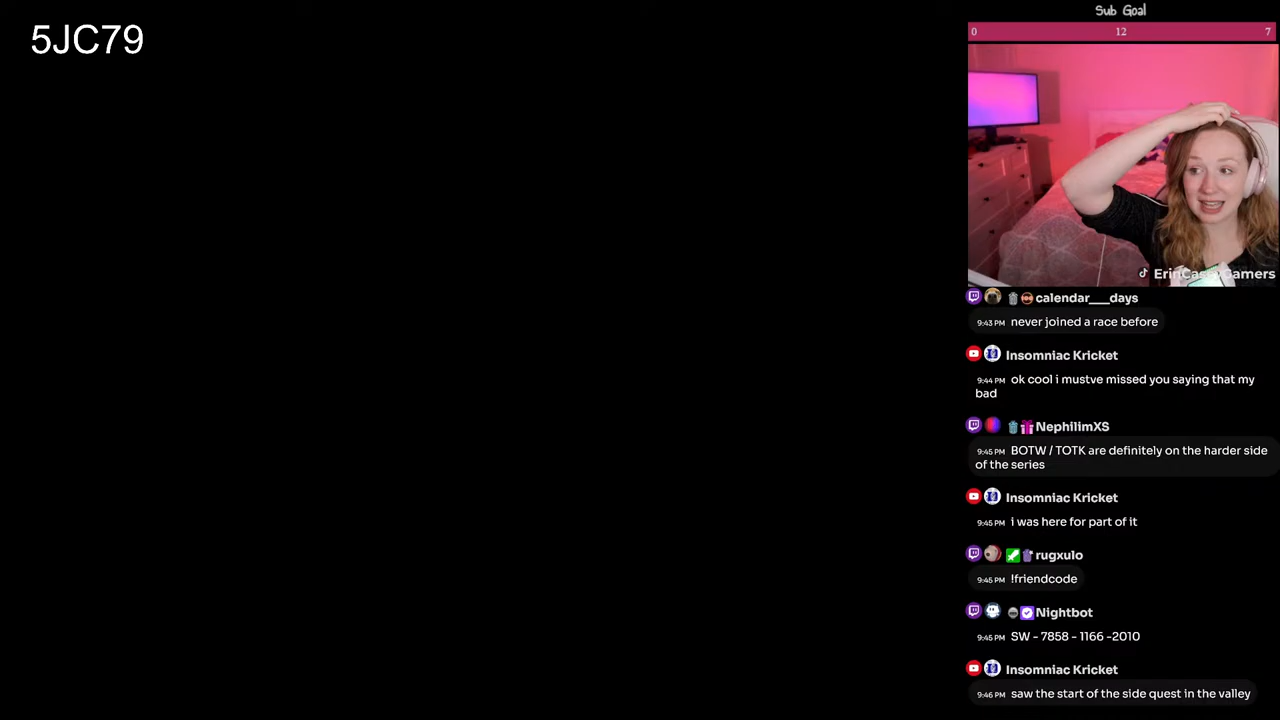 5JC79
Sub Goal
0 12 7
ErinCasseyGamers
calendar___days
9:43 PM never joined a race before
Insomniac Kricket
9:44 PM ok cool i mustve missed you saying that my
bad
NephilimXS
9:45 PM BOTW / TOTK are definitely on the harder side
of the series
Insomniac Kricket
9:45 PM i was here for part of it
rugxulo
9:45 PM !friendcode
Nightbot
9:45 PM SW - 7858 - 1166 -2010
Insomniac Kricket
9:46 PM saw the start of the side quest in the valley